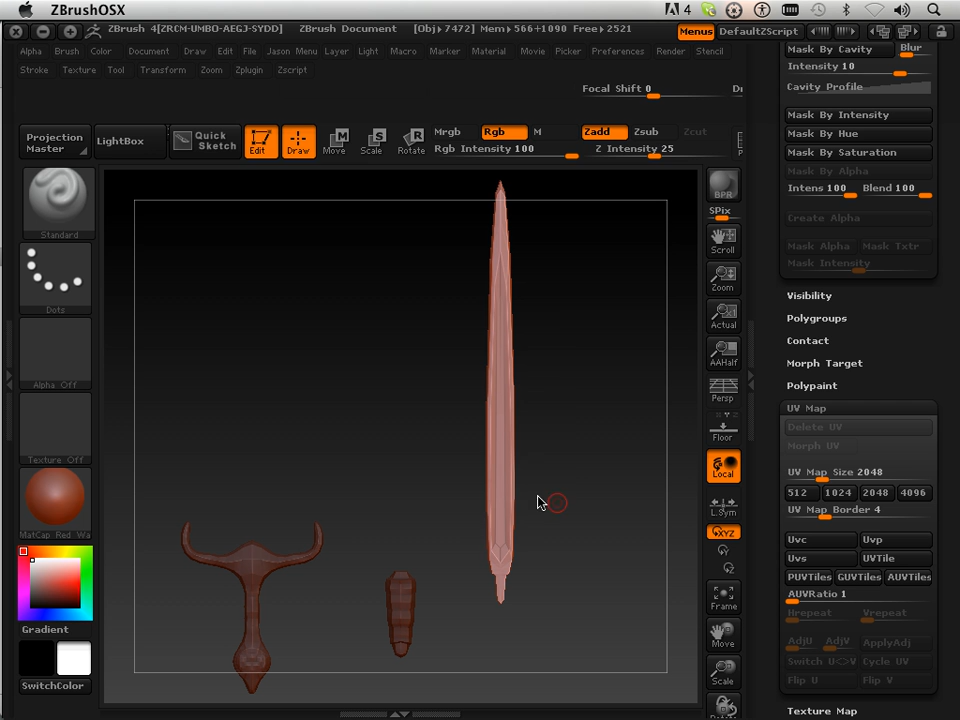 ZBrushOSX
4
ZBrush 4[ZRCM-UMBO-AEGJ-SYDD] ZBrush Document [Obj▸7472] Mem▸566+1090 Free▸2521 Menus DefaultZScript
Alpha Brush Color Document Draw Edit File Jason Menu Layer Light Macro Marker Material Movie Picker Preferences Render Stencil
Stroke Texture Tool Transform Zoom Zplugin Zscript
Focal Shift 0
Projection Master
LightBox
Quick Sketch
Edit Draw Move Scale Rotate
Mrgb Rgb M Zadd Zsub Zcut
Rgb Intensity 100 Z Intensity 25
Standard
Dots
Alpha Off
Texture Off
MatCap Red Wa
Gradient
SwitchColor
BPR
SPix
Scroll
Zoom
Actual
AAHalf
Persp
Floor
Local
L.Sym
XYZ
Frame
Move
Scale
Mask By Cavity Blur
Intensity 10
Cavity Profile
Mask By Intensity
Mask By Hue
Mask By Saturation
Mask By Alpha
Intens 100 Blend 100
Create Alpha
Mask Alpha Mask Txtr
Mask Intensity
Visibility
Polygroups
Contact
Morph Target
Polypaint
UV Map
Delete UV
Morph UV
UV Map Size 2048
512 1024 2048 4096
UV Map Border 4
Uvc Uvp
Uvs UVTile
PUVTiles GUVTiles AUVTiles
AUVRatio 1
Hrepeat Vrepeat
AdjU AdjV ApplyAdj
Switch U<>V Cycle UV
Flip U Flip V
Texture Map